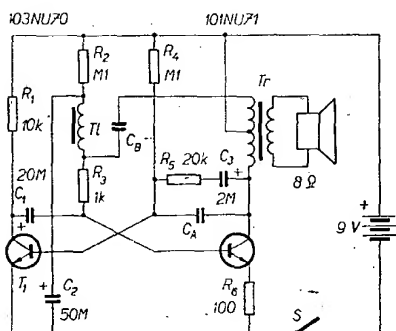 103NU70
101NU71
R2
M1
R4
M1
R1
10k
Tl
CB
Tr
R5 20k
C3
+
8 Ω
20M
C1
+
R3
1k
2M
CA
+
9 V
T1
+
C2
50M
R6
100
S